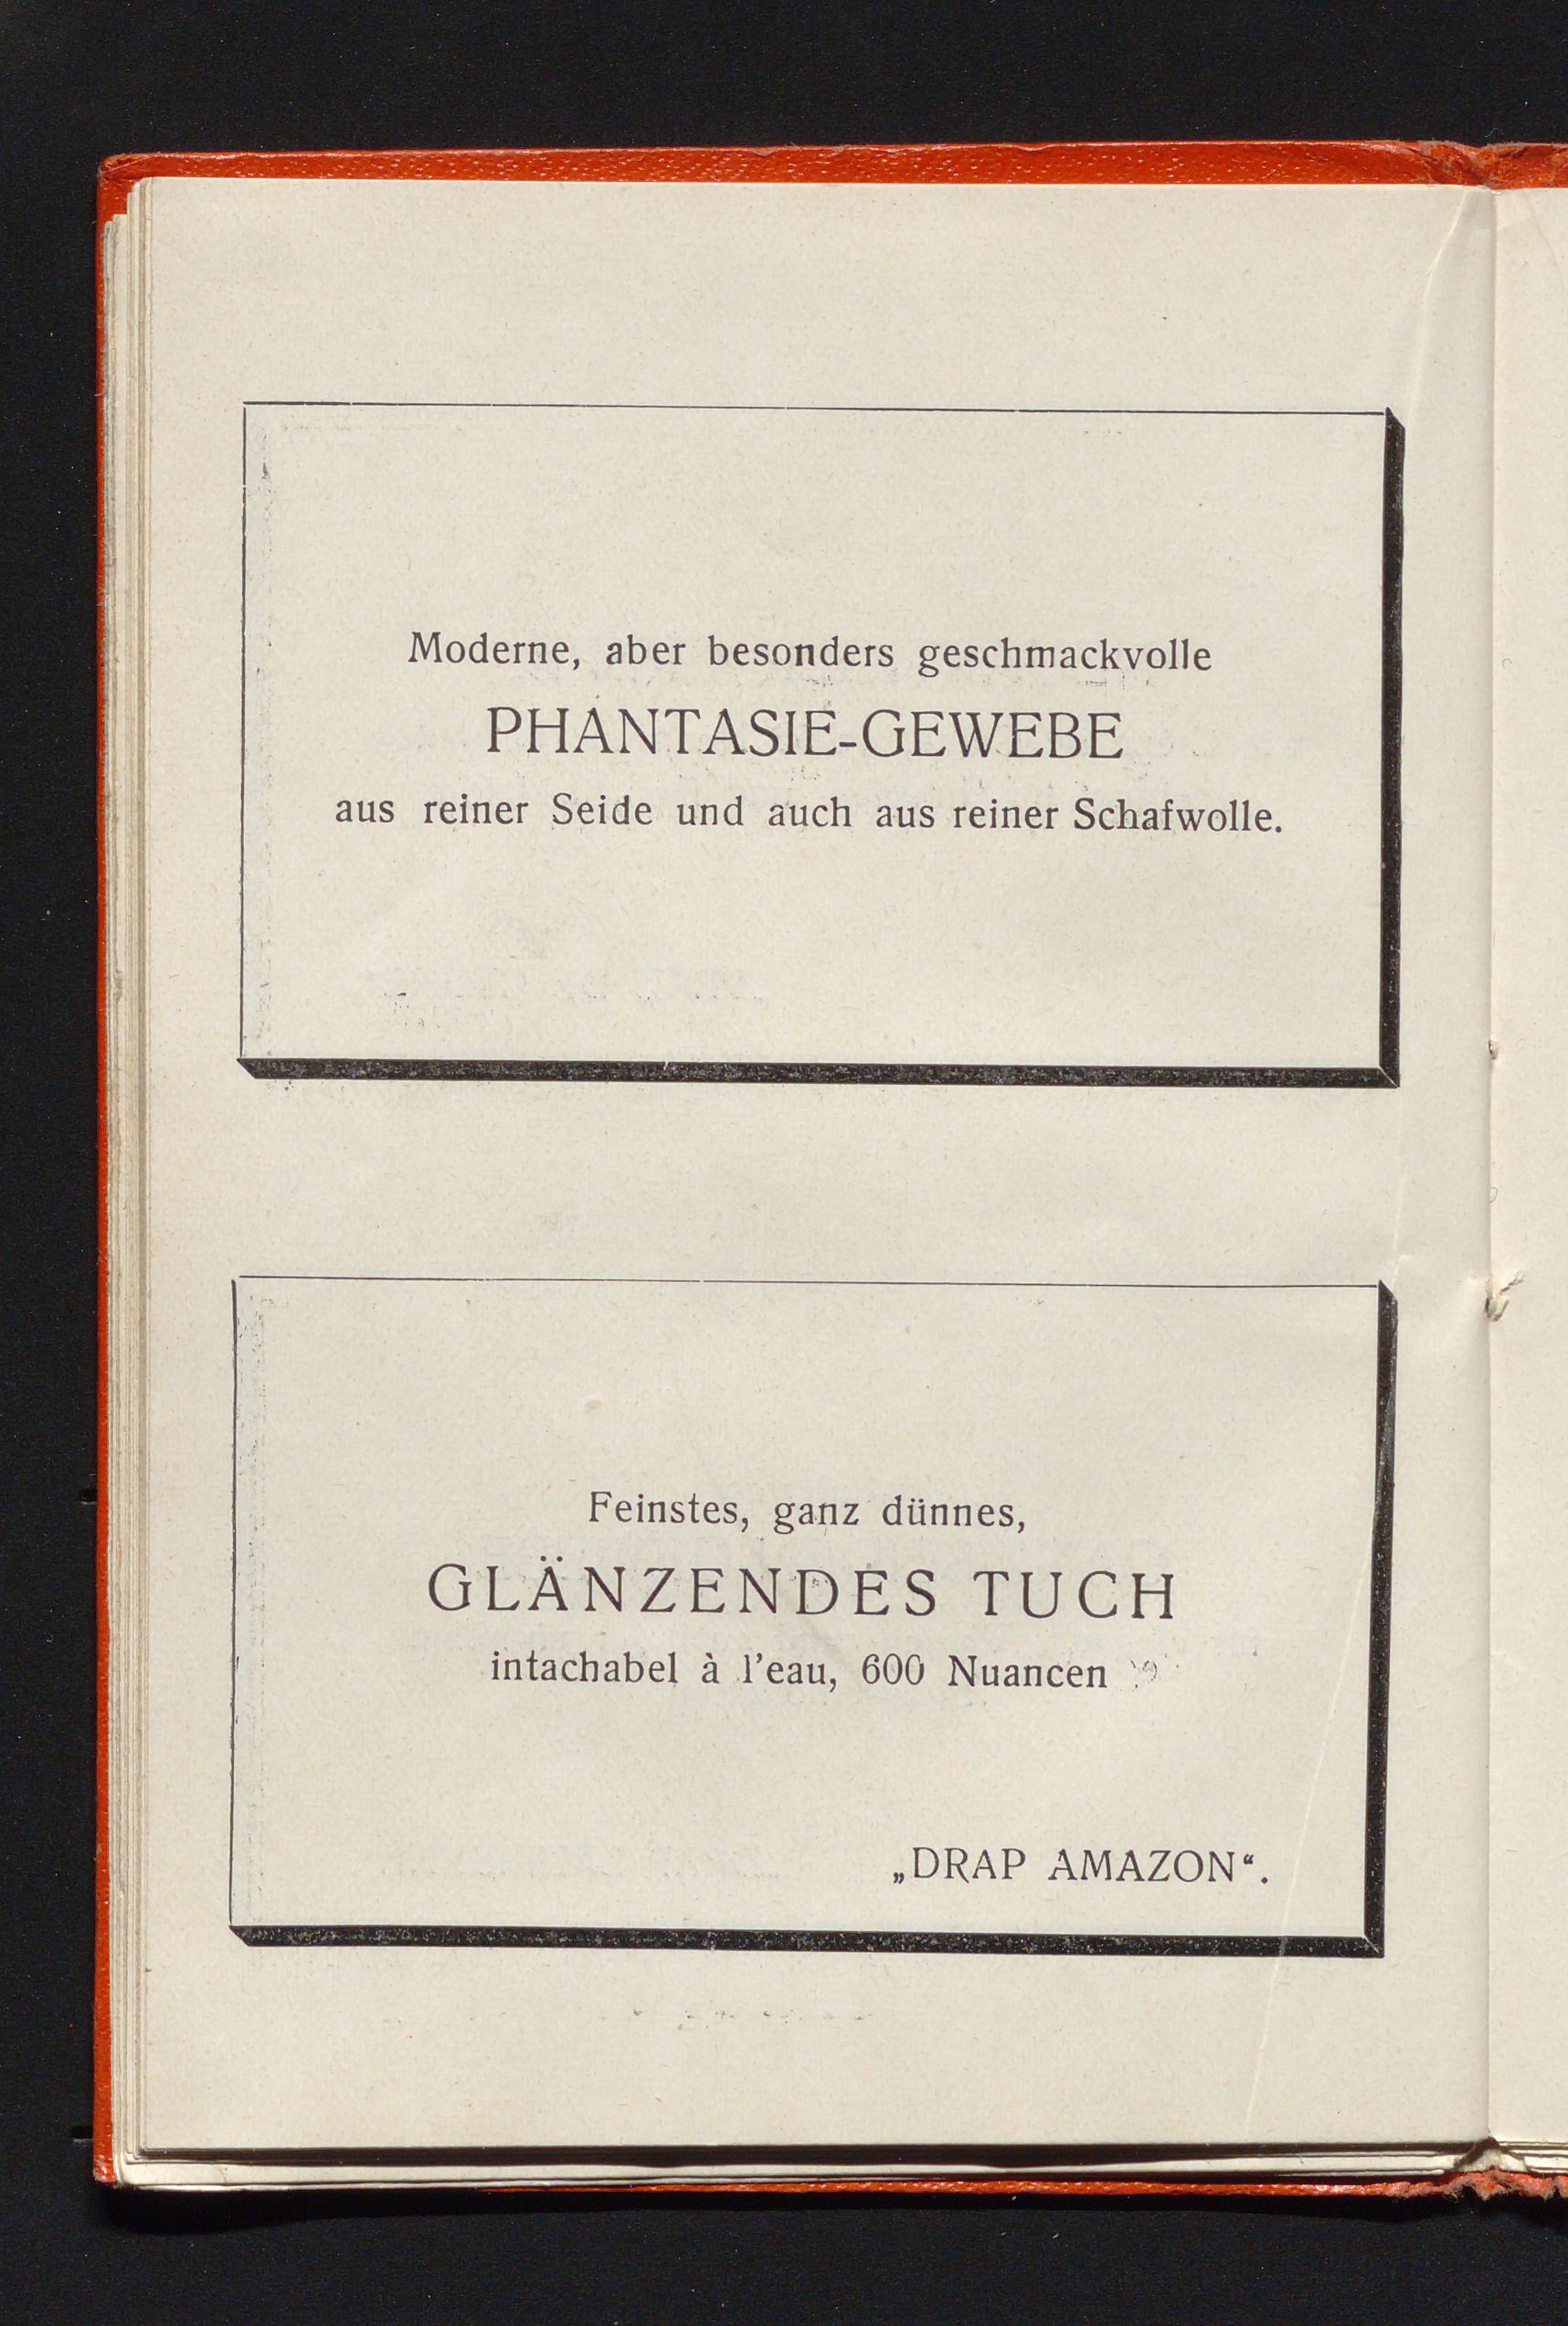 Moderne, aber besonders geschmackvolle
PHANTASIE-GEWEBE
aus reiner Seide und auch aus reiner Schafwolle.
Feinstes, ganz dünnes,
GLÄNZENDES TUCH
intachabel à l’eau, 600 Nuancen
„DRAP AMAZON“.